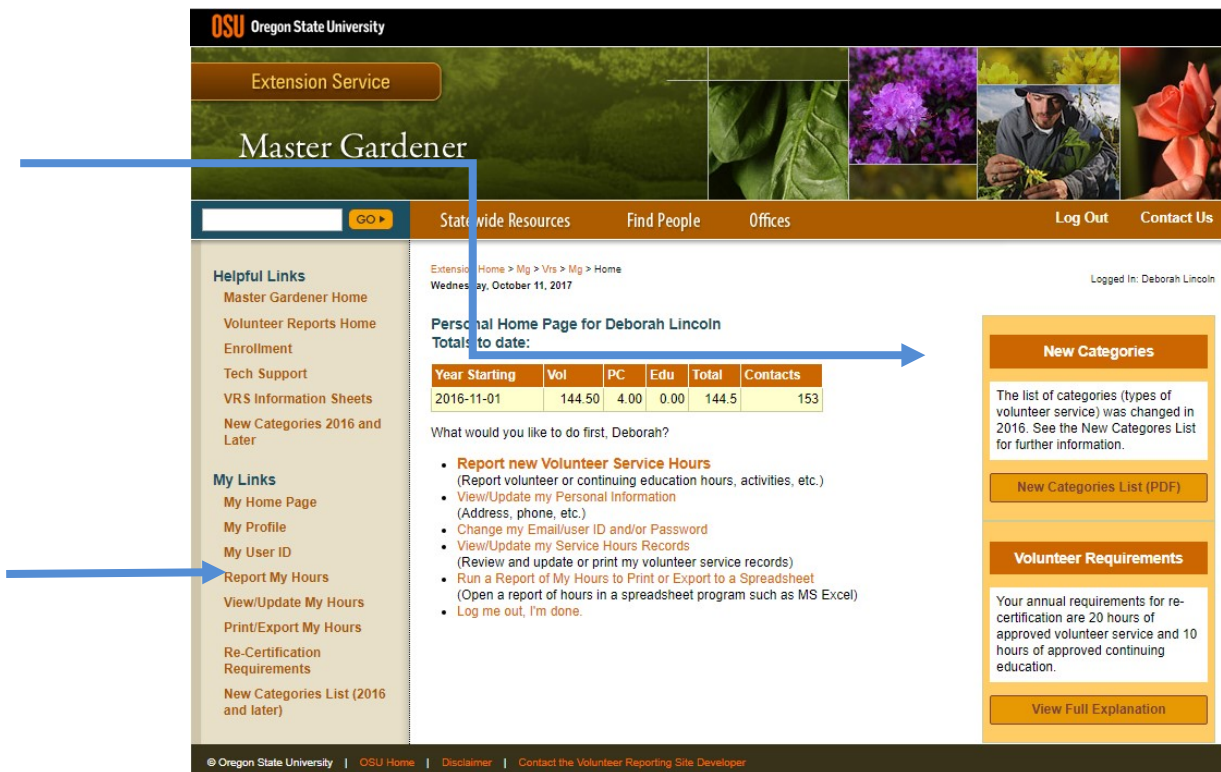 OSU Oregon State University
Extension Service
Master Gardener
GO
Statewide Resources Find People Offices Log Out Contact Us
Helpful Links
Master Gardener Home
Volunteer Reports Home
Enrollment
Tech Support
VRS Information Sheets
New Categories 2016 and
Later
My Links
My Home Page
My Profile
My User ID
Report My Hours
View/Update My Hours
Print/Export My Hours
Re-Certification
Requirements
New Categories List (2016
and later)
Extension Home > Mg > Vrs > Mg > Home
Wednesday, October 11, 2017
Logged In: Deborah Lincoln
Personal Home Page for Deborah Lincoln
Totals to date:
Year Starting Vol PC Edu Total Contacts
2016-11-01 144.50 4.00 0.00 144.5 153
What would you like to do first, Deborah?
• Report new Volunteer Service Hours
(Report volunteer or continuing education hours, activities, etc.)
• View/Update my Personal Information
(Address, phone, etc.)
• Change my Email/user ID and/or Password
• View/Update my Service Hours Records
(Review and update or print my volunteer service records)
• Run a Report of My Hours to Print or Export to a Spreadsheet
(Open a report of hours in a spreadsheet program such as MS Excel)
• Log me out, I'm done.
New Categories
The list of categories (types of
volunteer service) was changed in
2016. See the New Categores List
for further information.
New Categories List (PDF)
Volunteer Requirements
Your annual requirements for re-
certification are 20 hours of
approved volunteer service and 10
hours of approved continuing
education.
View Full Explanation
© Oregon State University | OSU Home | Disclaimer | Contact the Volunteer Reporting Site Developer